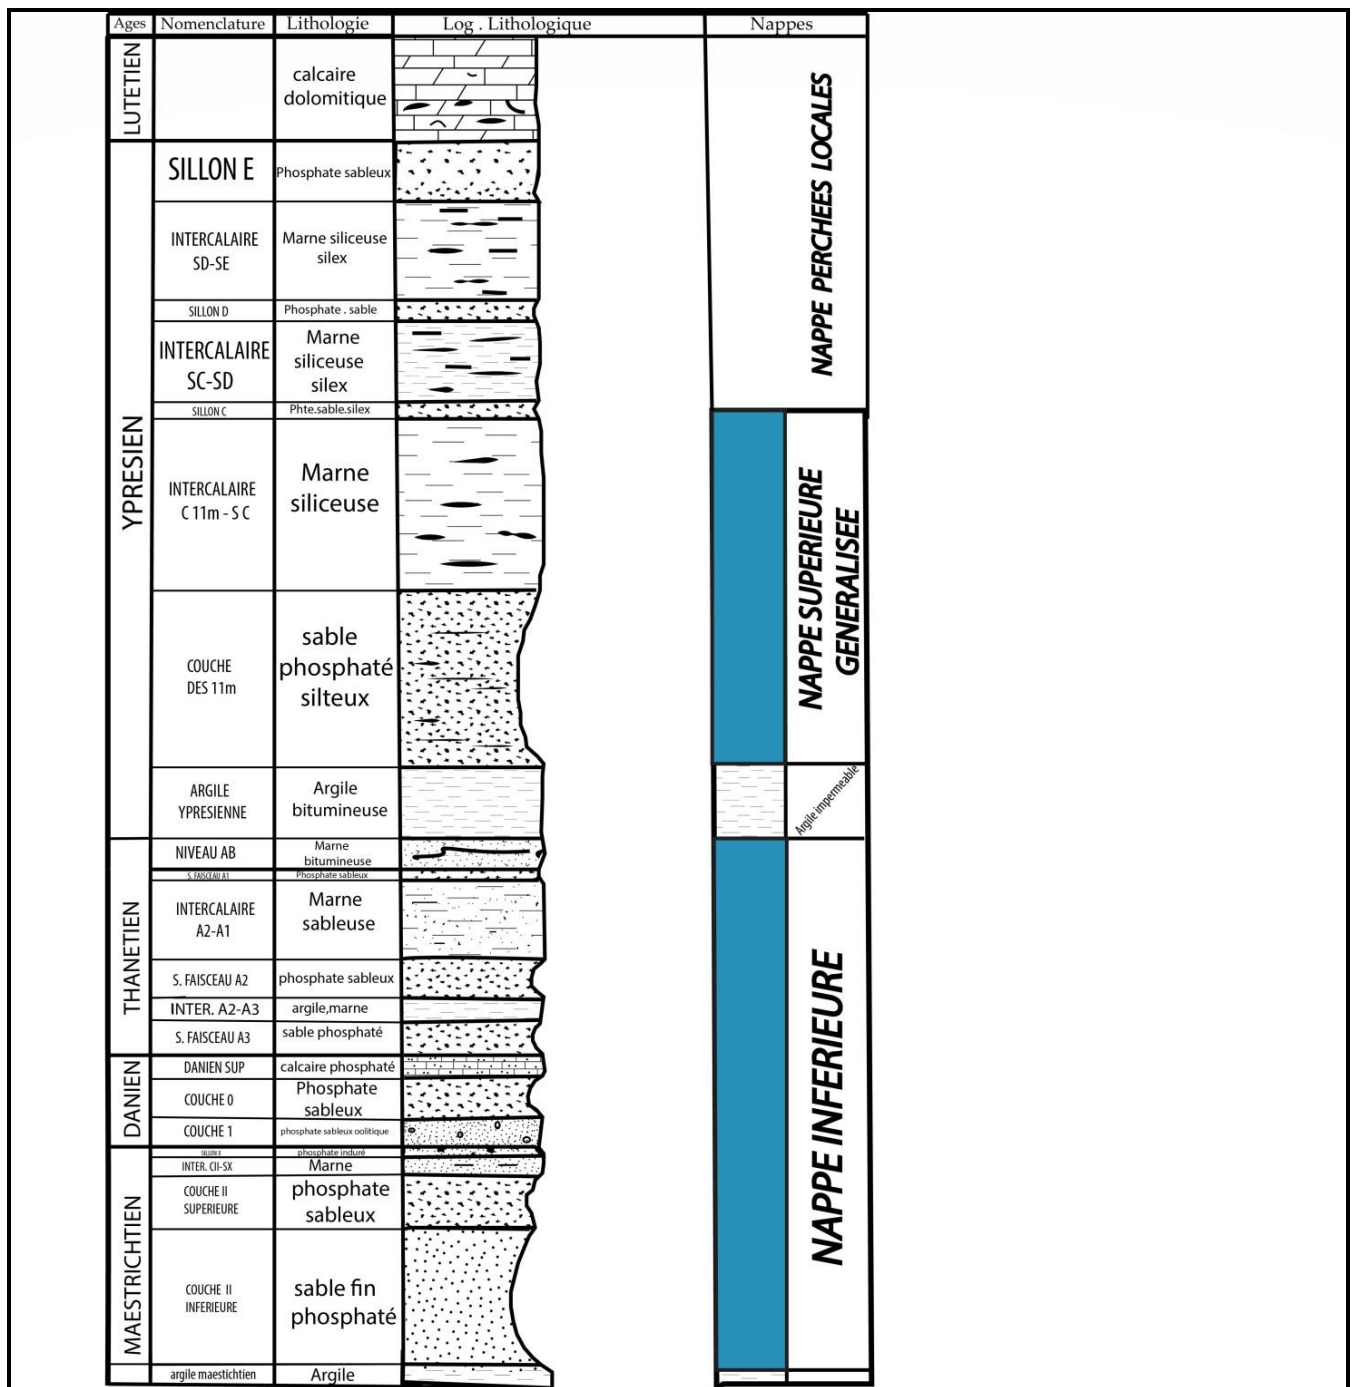 Ages Nomenclature Lithologie Log . Lithologique Nappes
LUTETIEN
calcaire
dolomitique
YPRESIEN
SILLON E
Phosphate sableux
INTERCALAIRE
SD-SE
Marne siliceuse
silex
SILLON D
Phosphate . sable
INTERCALAIRE
SC-SD
Marne
siliceuse
silex
SILLON C
Phte.sable.silex
INTERCALAIRE
C 11m - S C
Marne
siliceuse
COUCHE
DES 11m
sable
phosphaté
silteux
ARGILE
YPRESIENNE
Argile
bitumineuse
THANETIEN
NIVEAU AB
Marne
bitumineuse
S. FAISCEAU A1
Phosphate sableux
INTERCALAIRE
A2-A1
Marne
sableuse
S. FAISCEAU A2
phosphate sableux
INTER. A2-A3
argile,marne
S. FAISCEAU A3
sable phosphaté
DANIEN
DANIEN SUP
calcaire phosphaté
COUCHE 0
Phosphate
sableux
COUCHE 1
phosphate sableux oolitique
MAESTRICHTIEN
SILLON X
phosphate induré
INTER. CII-SX
Marne
COUCHE II
SUPERIEURE
phosphate
sableux
COUCHE II
INFERIEURE
sable fin
phosphaté
argile maestichtien
Argile
NAPPE PERCHEES LOCALES
NAPPE SUPERIEURE
GENERALISEE
Argile impermeable
NAPPE INFERIEURE